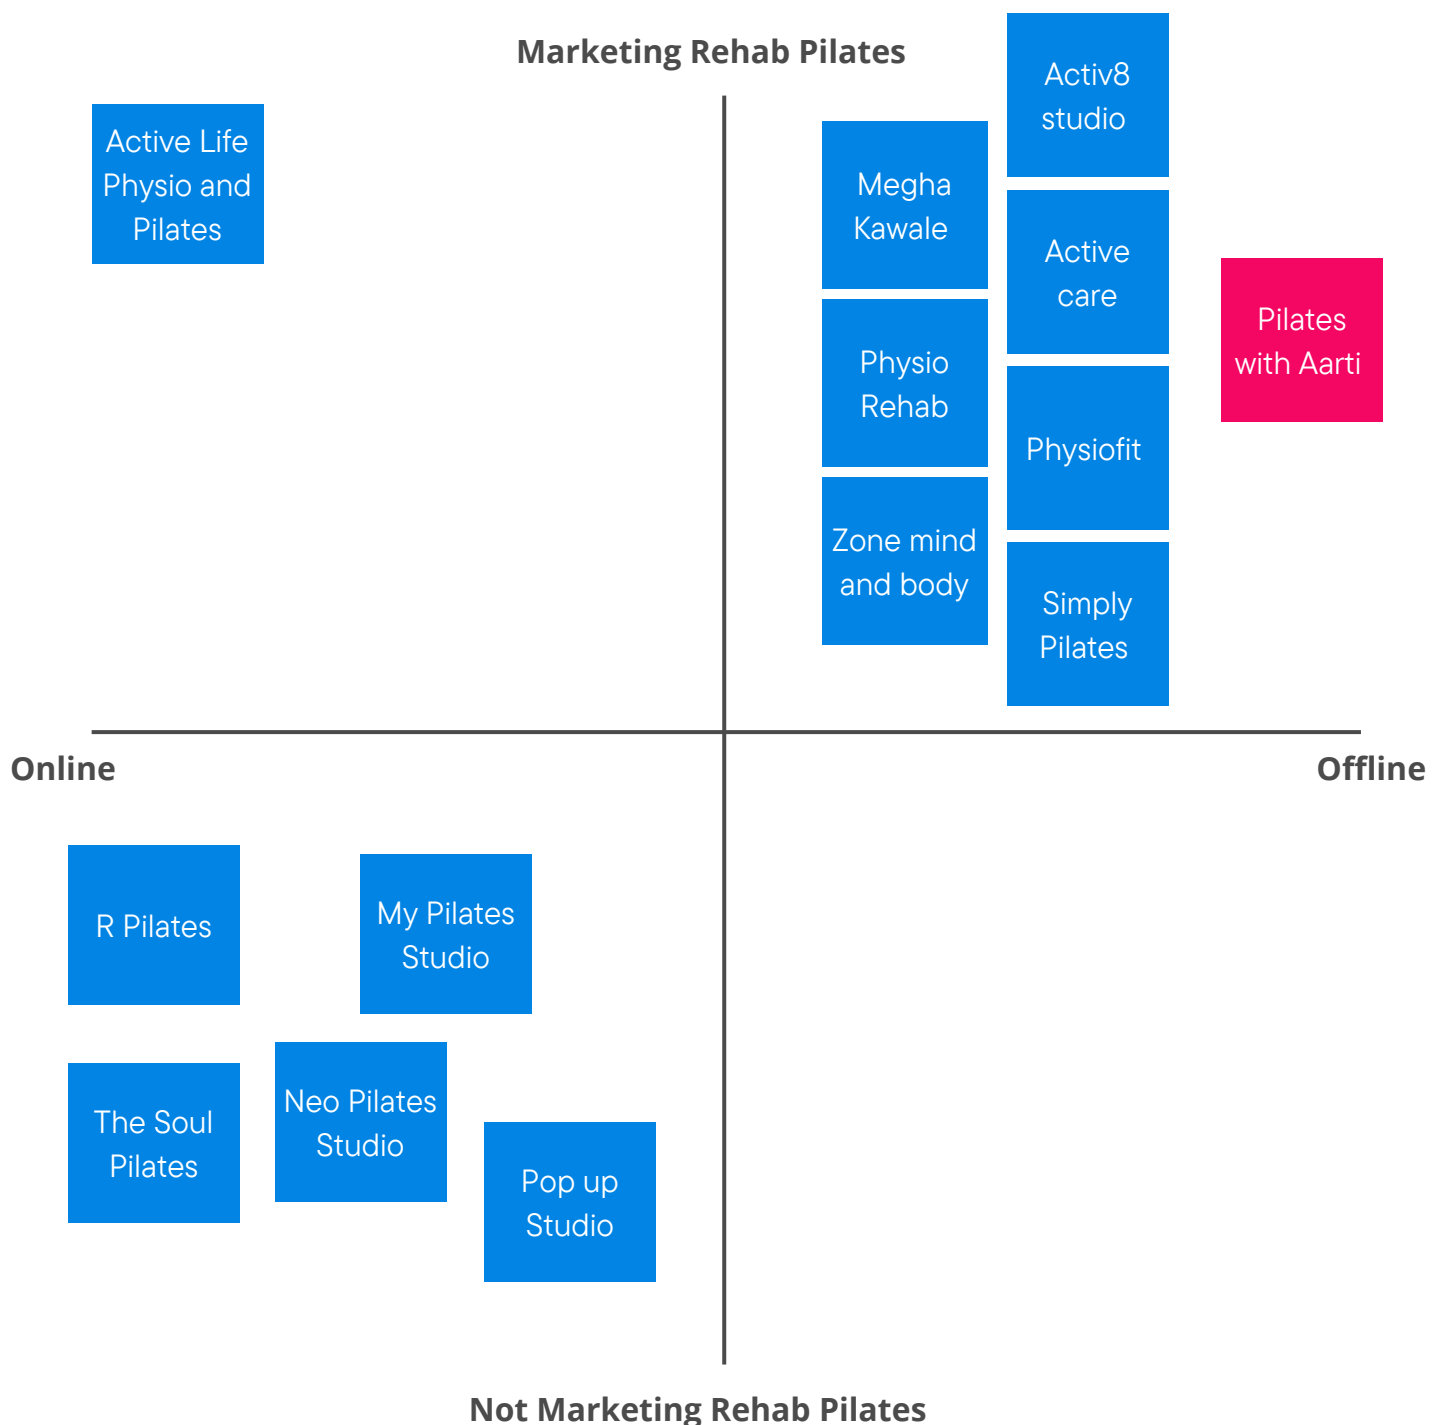 Marketing Rehab Pilates
Active Life
Physio and
Pilates
Megha
Kawale
Physio
Rehab
Zone mind
and body
Activ8
studio
Active
care
Physiofit
Simply
Pilates
Pilates
with Aarti
Online
Offline
R Pilates
My Pilates
Studio
The Soul
Pilates
Neo Pilates
Studio
Pop up
Studio
Not Marketing Rehab Pilates